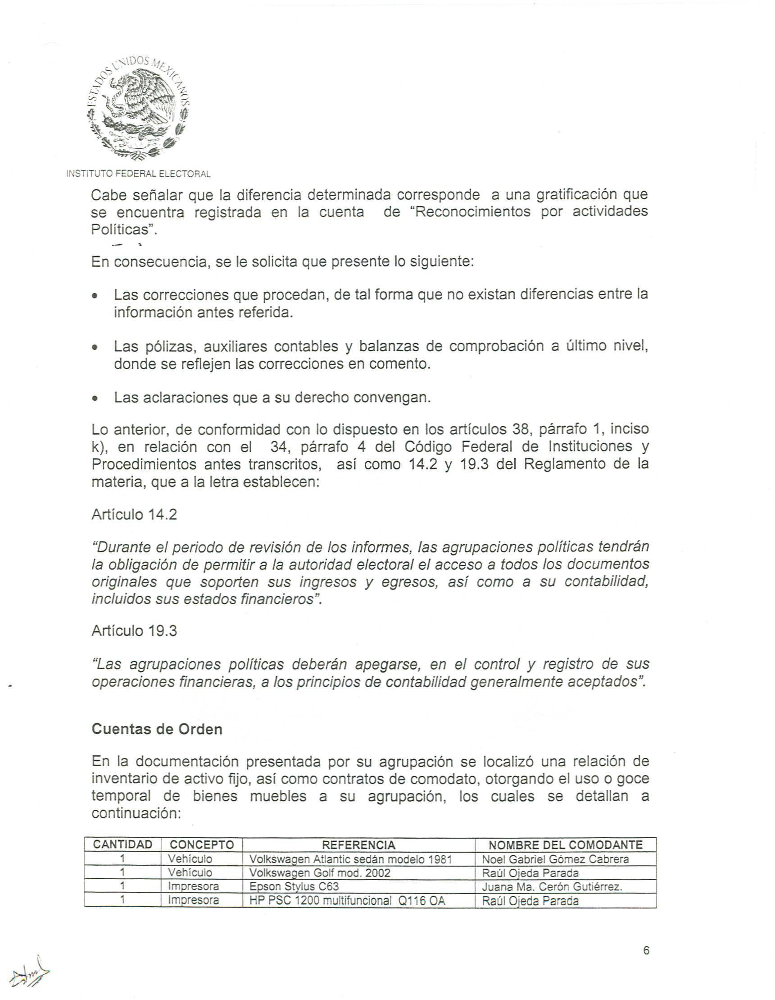 ESTADOS UNIDOS MEXICANOS
INSTITUTO FEDERAL ELECTORAL
Cabe señalar que la diferencia determinada corresponde a una gratificación que
se encuentra registrada en la cuenta de “Reconocimientos por actividades
Políticas”.
En consecuencia, se le solicita que presente lo siguiente:
• Las correcciones que procedan, de tal forma que no existan diferencias entre la
información antes referida.
• Las pólizas, auxiliares contables y balanzas de comprobación a último nivel,
donde se reflejen las correcciones en comento.
• Las aclaraciones que a su derecho convengan.
Lo anterior, de conformidad con lo dispuesto en los artículos 38, párrafo 1, inciso
k), en relación con el 34, párrafo 4 del Código Federal de Instituciones y
Procedimientos antes transcritos, así como 14.2 y 19.3 del Reglamento de la
materia, que a la letra establecen:
Artículo 14.2
“Durante el periodo de revisión de los informes, las agrupaciones políticas tendrán
la obligación de permitir a la autoridad electoral el acceso a todos los documentos
originales que soporten sus ingresos y egresos, así como a su contabilidad,
incluidos sus estados financieros”.
Artículo 19.3
“Las agrupaciones políticas deberán apegarse, en el control y registro de sus
operaciones financieras, a los principios de contabilidad generalmente aceptados”.
Cuentas de Orden
En la documentación presentada por su agrupación se localizó una relación de
inventario de activo fijo, así como contratos de comodato, otorgando el uso o goce
temporal de bienes muebles a su agrupación, los cuales se detallan a
continuación:
CANTIDAD CONCEPTO REFERENCIA NOMBRE DEL COMODANTE
1 Vehículo Volkswagen Atlantic sedán modelo 1981 Noel Gabriel Gómez Cabrera
1 Vehículo Volkswagen Golf mod. 2002 Raúl Ojeda Parada
1 Impresora Epson Stylus C63 Juana Ma. Cerón Gutiérrez.
1 Impresora HP PSC 1200 multifuncional Q116 OA Raúl Ojeda Parada
6